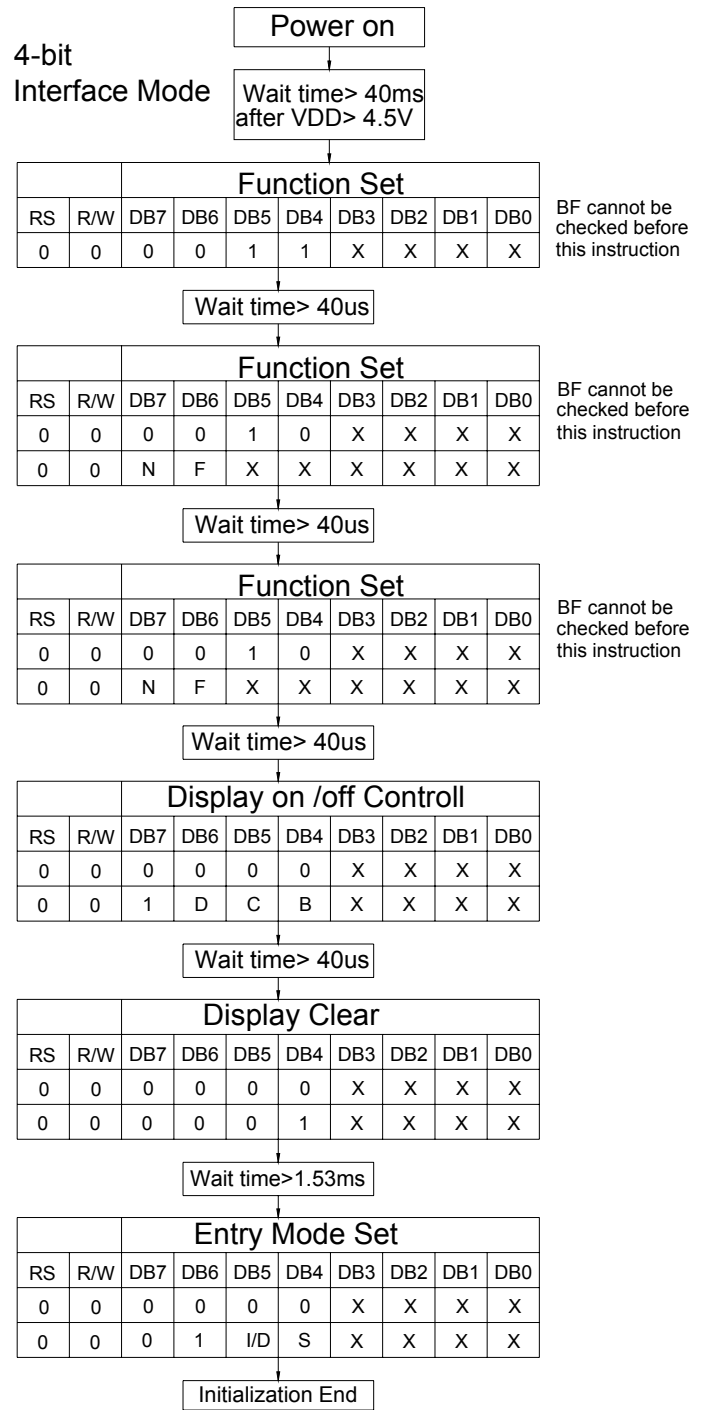 4-bit
Interface Mode
Power on
Wait time> 40ms
after VDD> 4.5V
Function Set
RS R/W DB7 DB6 DB5 DB4 DB3 DB2 DB1 DB0
0 0 0 0 1 1 X X X X
BF cannot be
checked before
this instruction
Wait time> 40us
Function Set
RS R/W DB7 DB6 DB5 DB4 DB3 DB2 DB1 DB0
0 0 0 0 1 0 X X X X
0 0 N F X X X X X X
BF cannot be
checked before
this instruction
Wait time> 40us
Function Set
RS R/W DB7 DB6 DB5 DB4 DB3 DB2 DB1 DB0
0 0 0 0 1 0 X X X X
0 0 N F X X X X X X
BF cannot be
checked before
this instruction
Wait time> 40us
Display on /off Controll
RS R/W DB7 DB6 DB5 DB4 DB3 DB2 DB1 DB0
0 0 0 0 0 0 X X X X
0 0 1 D C B X X X X
Wait time> 40us
Display Clear
RS R/W DB7 DB6 DB5 DB4 DB3 DB2 DB1 DB0
0 0 0 0 0 0 X X X X
0 0 0 0 0 1 X X X X
Wait time>1.53ms
Entry Mode Set
RS R/W DB7 DB6 DB5 DB4 DB3 DB2 DB1 DB0
0 0 0 0 0 0 X X X X
0 0 0 1 I/D S X X X X
Initialization End